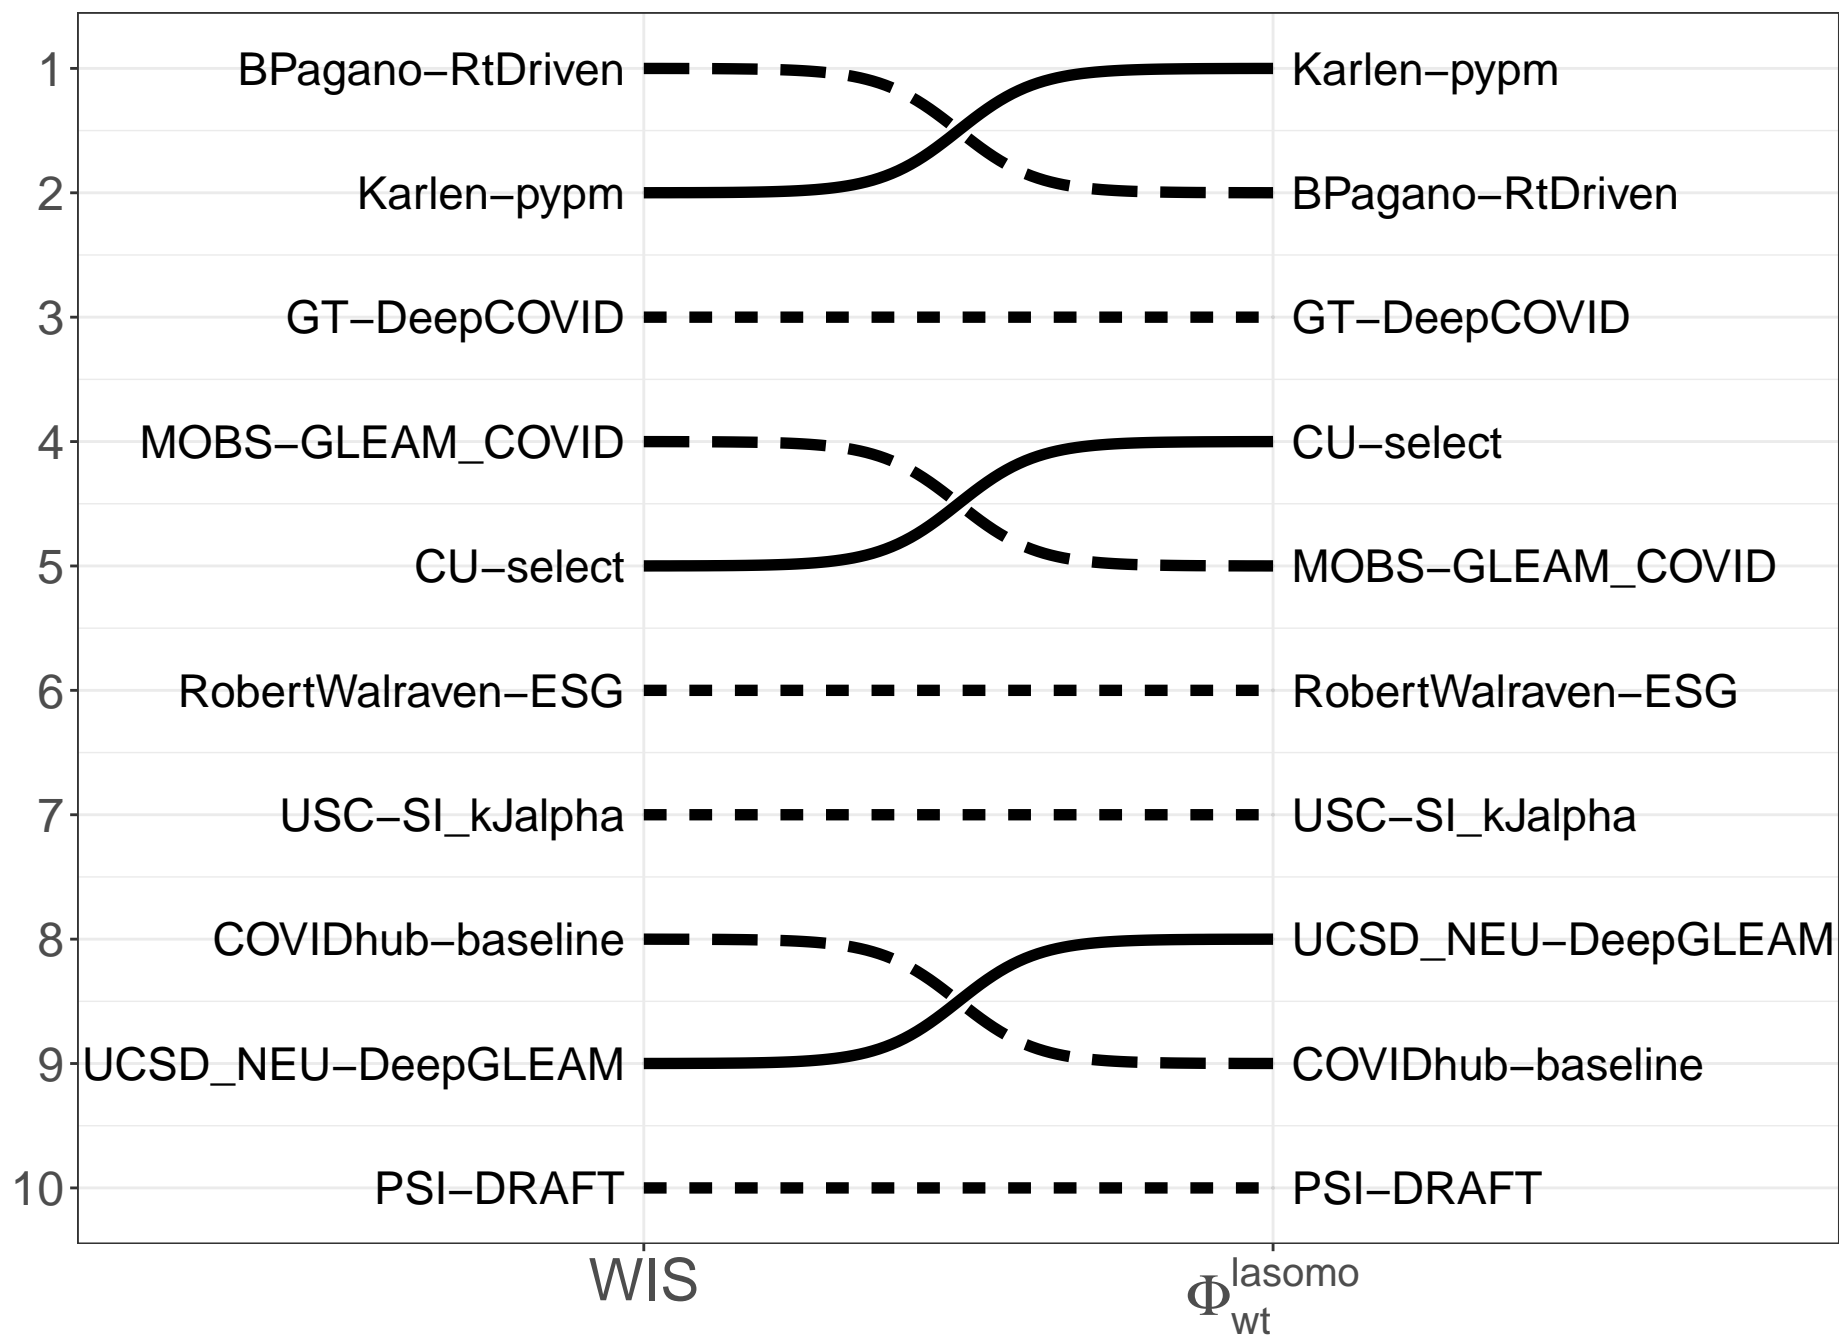 1 BPagano–RtDriven Karlen–pypm
2 Karlen–pypm BPagano–RtDriven
3 GT–DeepCOVID GT–DeepCOVID
4 MOBS–GLEAM_COVID CU–select
5 CU–select MOBS–GLEAM_COVID
6 RobertWalraven–ESG RobertWalraven–ESG
7 USC–SI_kJalpha USC–SI_kJalpha
8 COVIDhub–baseline UCSD_NEU–DeepGLEAM
9 UCSD_NEU–DeepGLEAM COVIDhub–baseline
10 PSI–DRAFT PSI–DRAFT
WIS Φ lasomo wt